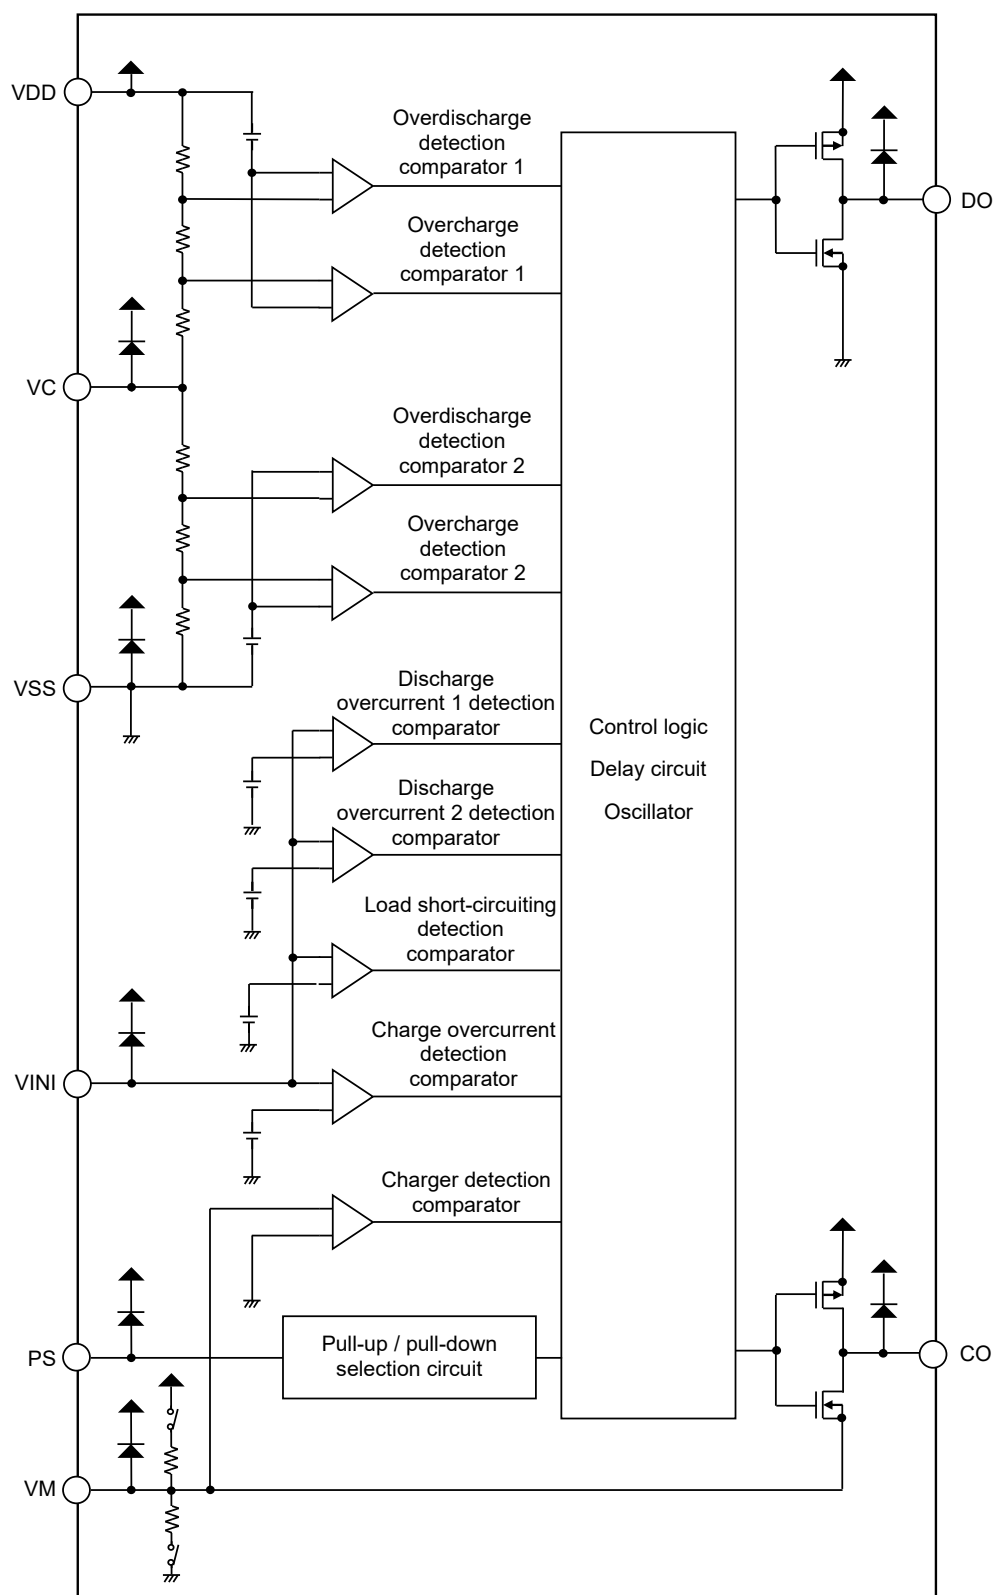 VDD
Overdischarge
detection
comparator 1
DO
Overcharge
detection
comparator 1
VC
Overdischarge
detection
comparator 2
Overcharge
detection
comparator 2
VSS
Discharge
overcurrent 1 detection
comparator
Control logic
Delay circuit
Oscillator
Discharge
overcurrent 2 detection
comparator
Load short-circuiting
detection
comparator
VINI
Charge overcurrent
detection
comparator
Charger detection
comparator
PS
Pull-up / pull-down
selection circuit
CO
VM